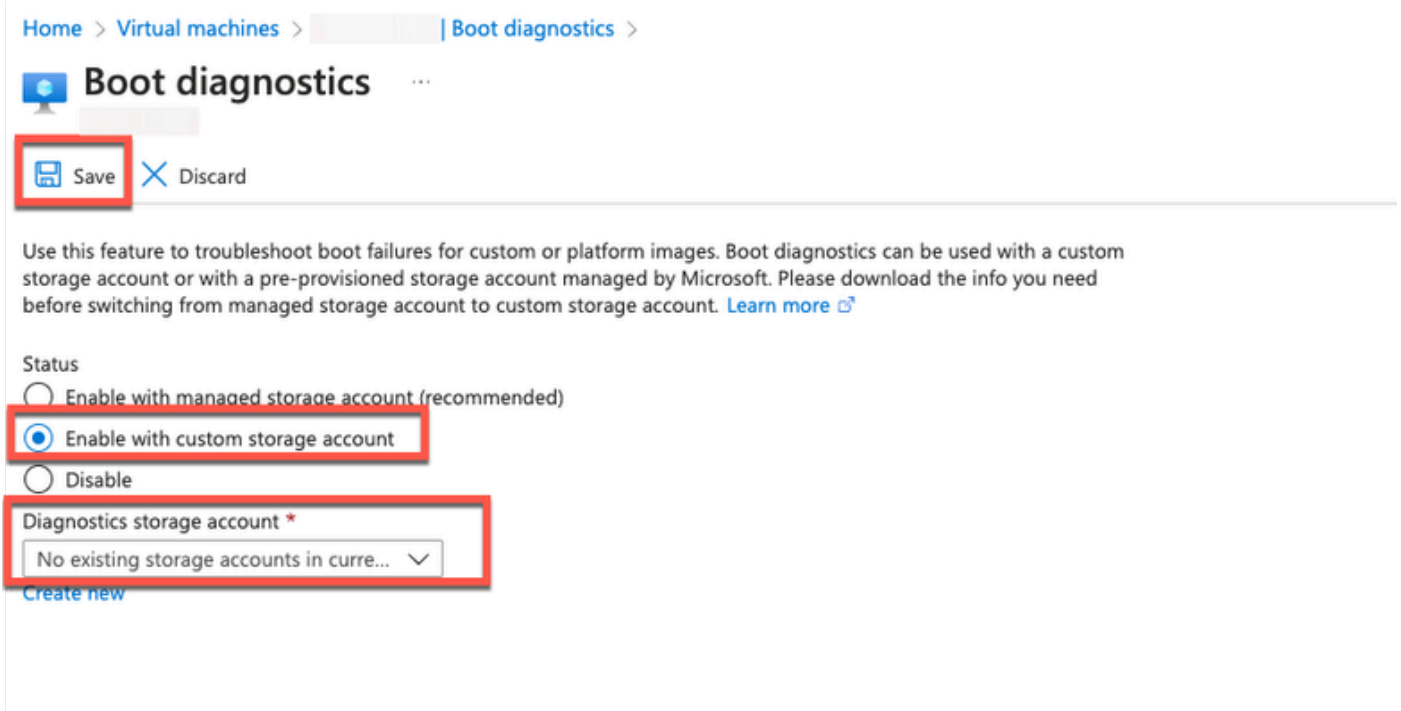 Home > Virtual machines > | Boot diagnostics >
Boot diagnostics ...
Save Discard
Use this feature to troubleshoot boot failures for custom or platform images. Boot diagnostics can be used with a custom
storage account or with a pre-provisioned storage account managed by Microsoft. Please download the info you need
before switching from managed storage account to custom storage account. Learn more
Status
Enable with managed storage account (recommended)
Enable with custom storage account
Disable
Diagnostics storage account *
No existing storage accounts in curre...
Create new